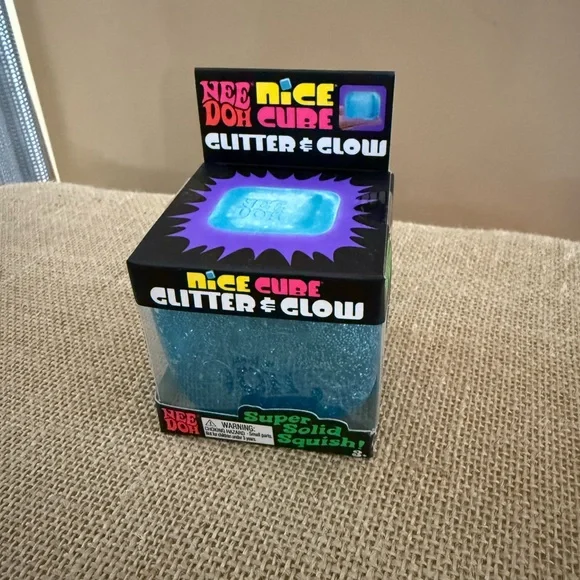 NEE DOH
NiCE CUBE
GLITTER & GLOW
NEE
DOH
NiCE CUBE
GLITTER & GLOW
NEE
DOH
WARNING:
CHOKING HAZARD - Small parts.
Not for children under 3 years.
Super
Solid
Squish!
3+